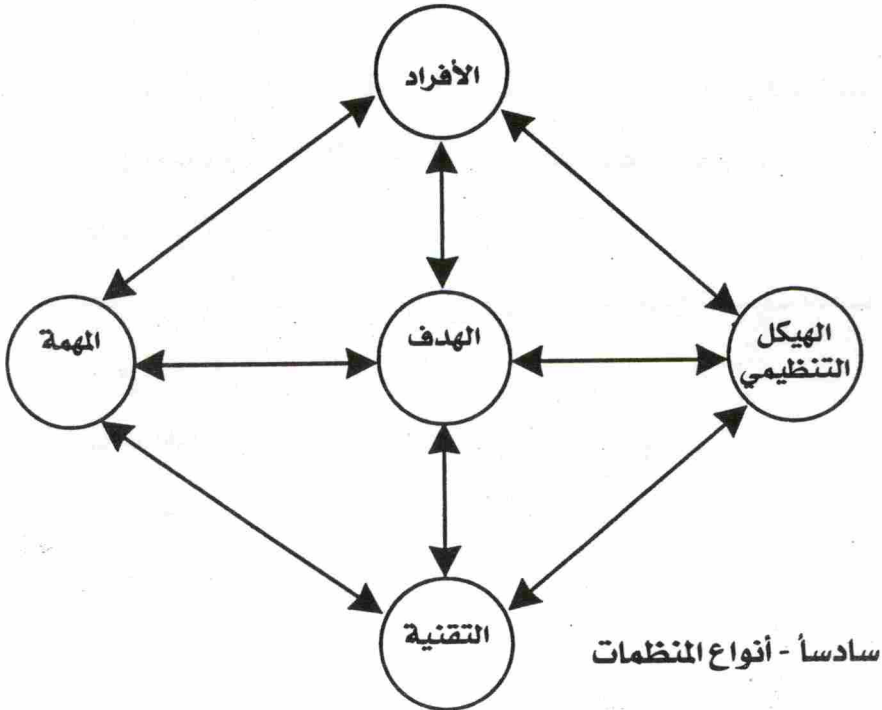 الأفراد
الهيكل
التنظيمي
الهدف
المهمة
التقنية
سادساً - أنواع المنظمات